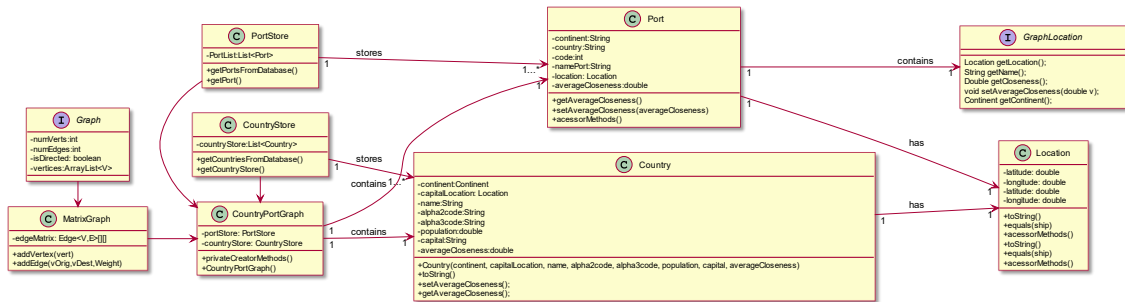 C PortStore
-PortList:List<Port>
+getPortsFromDatabase()
+getPort()
stores
1
1...*
C Port
-continent:String
-country:String
-code:int
-namePort:String
-location: Location
-averageCloseness:double
+getAverageCloseness()
+setAverageCloseness(averageCloseness)
+acessorMethods()
contains
1
1
I GraphLocation
Location getLocation();
String getName();
Double getCloseness();
void setAverageCloseness(double v);
Continent getContinent();
I Graph
-numVerts:int
-numEdges:int
-isDirected: boolean
-vertices:ArrayList<V>
C CountryStore
-countryStore:List<Country>
+getCountriesFromDatabase()
+getCountryStore()
stores
1
1...*
contains
1
1
has
1
1
C Country
-continent:Continent
-capitalLocation: Location
-name:String
-alpha2code:String
-alpha3code:String
-population:double
-capital:String
-averageCloseness:double
+Country(continent, capitalLocation, name, alpha2code, alpha3code, population, capital, averageCloseness)
+toString()
+setAverageCloseness();
+getAverageCloseness();
has
1
1
C Location
-latitude: double
-longitude: double
-latitude: double
-longitude: double
+toString()
+equals(ship)
+acessorMethods()
+toString()
+equals(ship)
+acessorMethods()
C MatrixGraph
-edgeMatrix: Edge<V,E>[][]
+addVertex(vert)
+addEdge(vOrig,vDest,Weight)
C CountryPortGraph
-portStore: PortStore
-countryStore: CountryStore
+privateCreatorMethods()
+CountryPortGraph()
contains
1
1